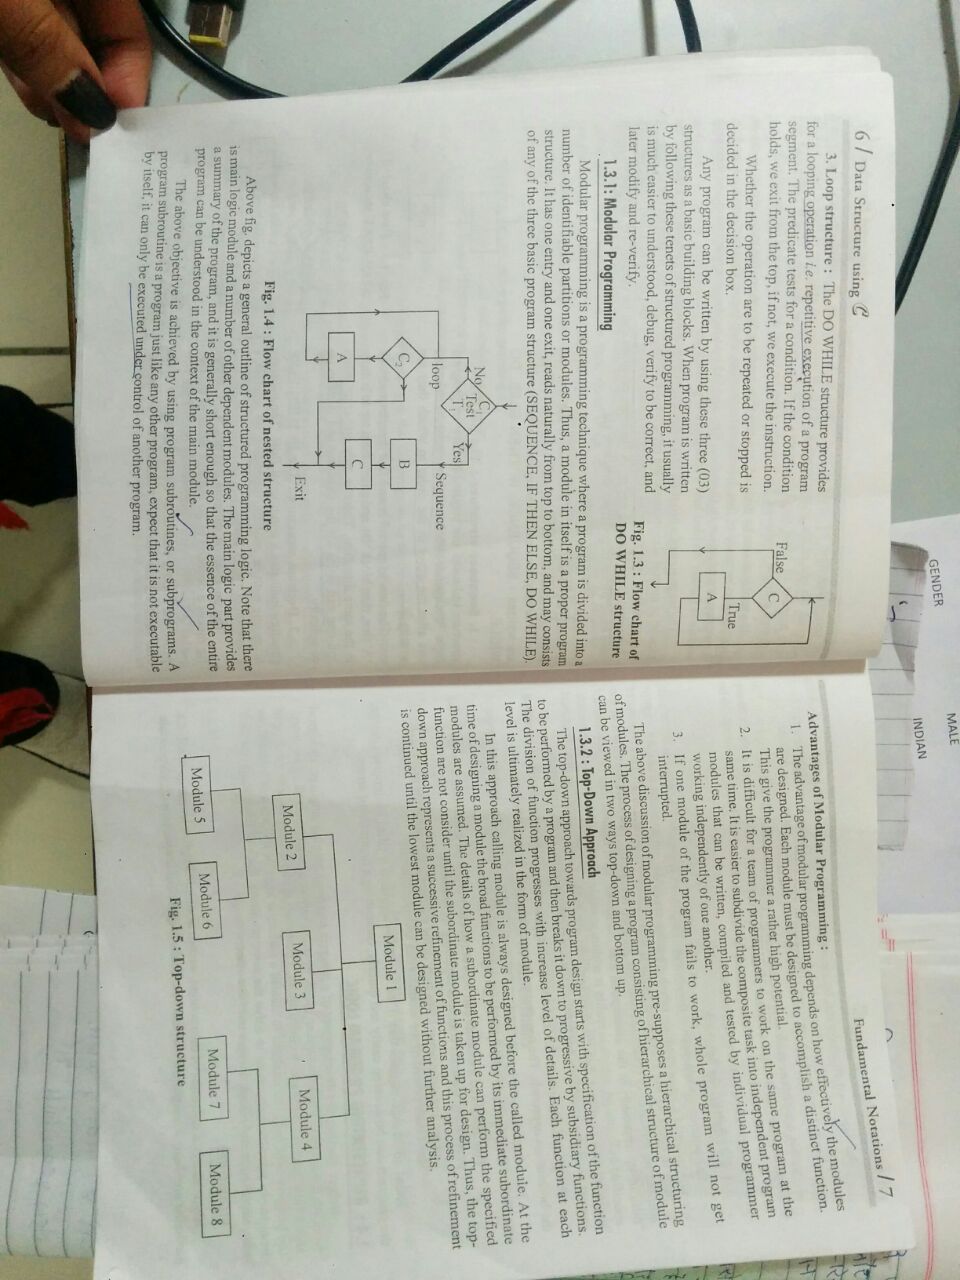 6 / Data Structure using C
3. Loop structure : The DO WHILE structure provides
for a looping operation i.e. repetitive execution of a program
segment. The predicate tests for a condition. If the condition
holds, we exit from the top, if not, we execute the instruction.
Whether the operation are to be repeated or stopped is
decided in the decision box.
Any program can be written by using these three (03)
structures as a basic building blocks. When program is written
by following these tenets of structured programming, it usually
is much easier to understood, debug, verify to be correct, and
later modify and re-verify.
False
C
True
A
Fig. 1.3 : Flow chart of
DO WHILE structure
1.3.1: Modular Programming
Modular programming is a programming technique where a program is divided into a
number of identifiable partitions or modules. Thus, a module in itself is a proper program
structure. It has one entry and one exit, reads naturally from top to bottom, and may consists
of any of the three basic program structure (SEQUENCE, IF THEN ELSE, DO WHILE).
No
C1
Test
T1
Yes
loop
Sequence
C2
B
A
C
Exit
Fig. 1.4 : Flow chart of nested structure
Above fig. depicts a general outline of structured programming logic. Note that there
is main logic module and a number of other dependent modules. The main logic part provides
a summary of the program, and it is generally short enough so that the essence of the entire
program can be understood in the context of the main module.
The above objective is achieved by using program subroutines, or subprograms. A
program subroutine is a program just like any other program, expect that it is not executable
by itself, it can only be executed under control of another program.
Fundamental Notations / 7
Advantages of Modular Programming :
1. The advantage of modular programming depends on how effectively the modules
are designed. Each module must be designed to accomplish a distinct function.
This give the programmer a rather high potential.
2. It is difficult for a team of programmers to work on the same program at the
same time. It is easier to subdivide the composite task into independent program
modules that can be written, compiled and tested by individual programmer
working independently of one another.
3. If one module of the program fails to work, whole program will not get
interrupted.
The above discussion of modular programming pre-supposes a hierarchical structuring
of modules. The process of designing a program consisting of hierarchical structure of module
can be viewed in two ways top-down and bottom up.
1.3.2 : Top-Down Approach
The top-down approach towards program design starts with specification of the function
to be performed by a program and then breaks it down to progressive by subsidiary functions.
The division of function progresses with increase level of details. Each function at each
level is ultimately realized in the form of module.
In this approach calling module is always designed before the called module. At the
time of designing a module the broad functions to be performed by its immediate subordinate
modules are assumed. The details of how a subordinate module can perform the specified
function are not consider until the subordinate module is taken up for design. Thus, the top-
down approach represents a successive refinement of functions and this process of refinement
is continued until the lowest module can be designed without further analysis.
Module 1
Module 2
Module 3
Module 4
Module 5
Module 6
Module 7
Module 8
Fig. 1.5 : Top-down structure
GENDER
MALE
INDIAN